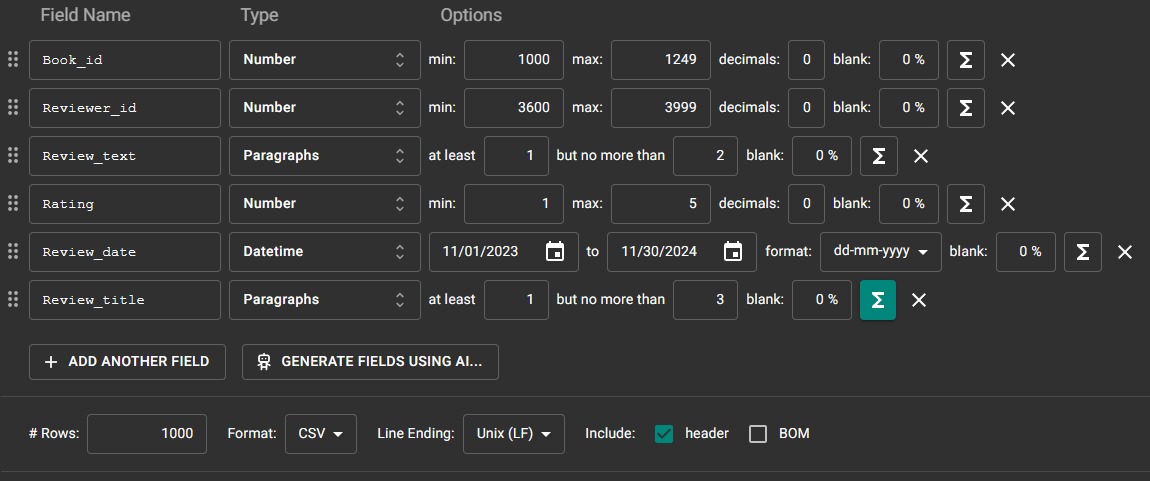 Field Name Type Options
Book_id Number min: 1000 max: 1249 decimals: 0 blank: 0 % Σ
Reviewer_id Number min: 3600 max: 3999 decimals: 0 blank: 0 % Σ
Review_text Paragraphs at least 1 but no more than 2 blank: 0 % Σ
Rating Number min: 1 max: 5 decimals: 0 blank: 0 % Σ
Review_date Datetime 11/01/2023 to 11/30/2024 format: dd-mm-yyyy blank: 0 % Σ
Review_title Paragraphs at least 1 but no more than 3 blank: 0 % Σ
+ ADD ANOTHER FIELD GENERATE FIELDS USING AI...
# Rows: 1000 Format: CSV Line Ending: Unix (LF) Include: header BOM